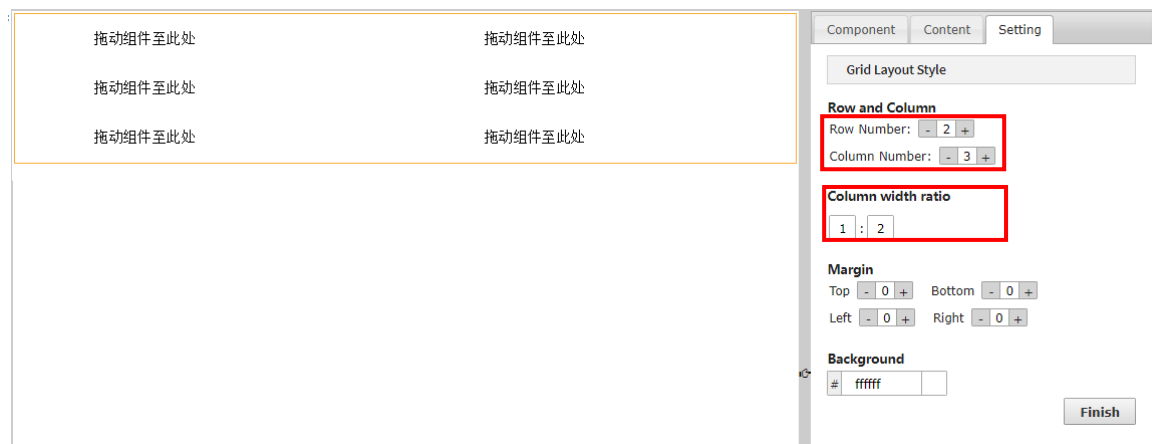 拖动组件至此处 拖动组件至此处
拖动组件至此处 拖动组件至此处
拖动组件至此处 拖动组件至此处
Component Content Setting
Grid Layout Style
Row and Column
Row Number: - 2 +
Column Number: - 3 +
Column width ratio
1 : 2
Margin
Top - 0 + Bottom - 0 +
Left - 0 + Right - 0 +
Background
# ffffff
Finish